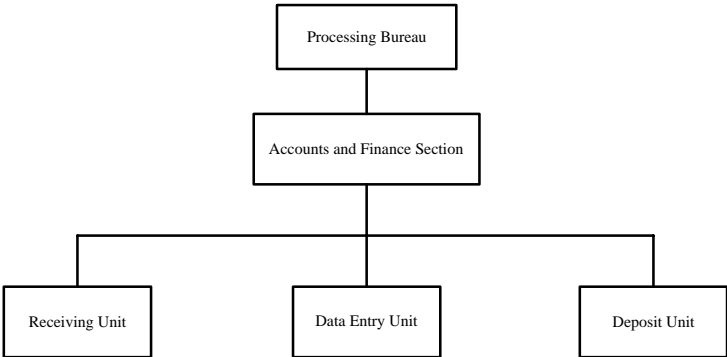 Processing Bureau
Accounts and Finance Section
Receiving Unit
Data Entry Unit
Deposit Unit